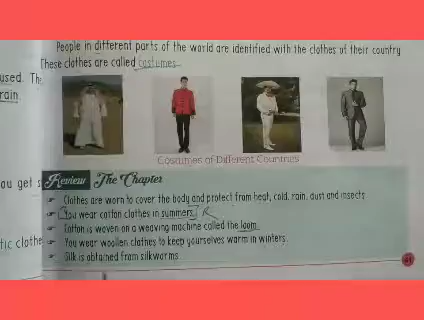 People in different parts of the world are identified with the clothes of their country
These clothes are called costumes
used. The
rain.
Costumes of Different Countries
ou get s
Review The Chapter
Clothes are worn to cover the body and protect from heat, cold, rain, dust and insects
You wear cotton clothes in summers.
Cotton is woven on a weaving machine called the loom.
tic clothe
You wear woollen clothes to keep yourselves warm in winters.
Silk is obtained from silkworms.